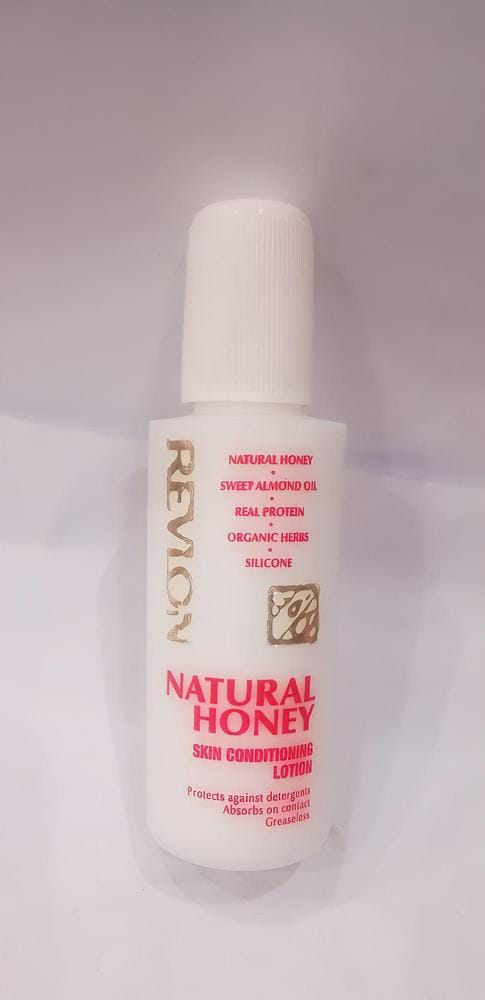 REVLON
NATURAL HONEY
•
SWEET ALMOND OIL
•
REAL PROTEIN
•
ORGANIC HERBS
•
SILICONE
NATURAL
HONEY
SKIN CONDITIONING
LOTION
Protects against detergents
Absorbs on contact
Greaseless